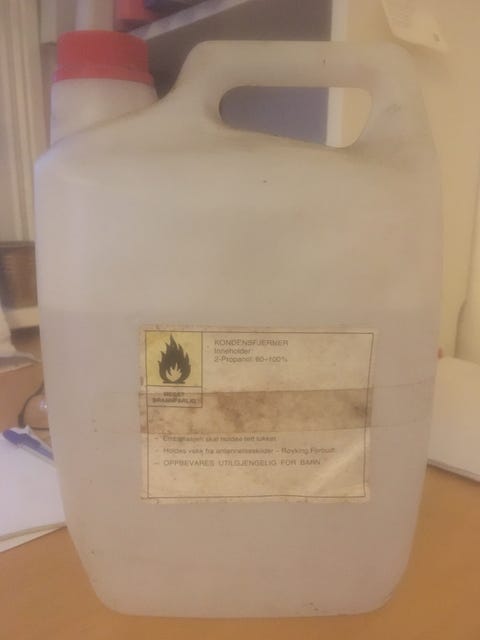 KONDENSFJERNER
Inneholder:
2-Propanol: 60-100%
MEGET
BRANNFARLIG
— Emballasjen skal holdes tett lukket
— Holdes vekk fra antennelseskilder – Røyking Forbudt
— OPPBEVARES UTILGJENGELIG FOR BARN